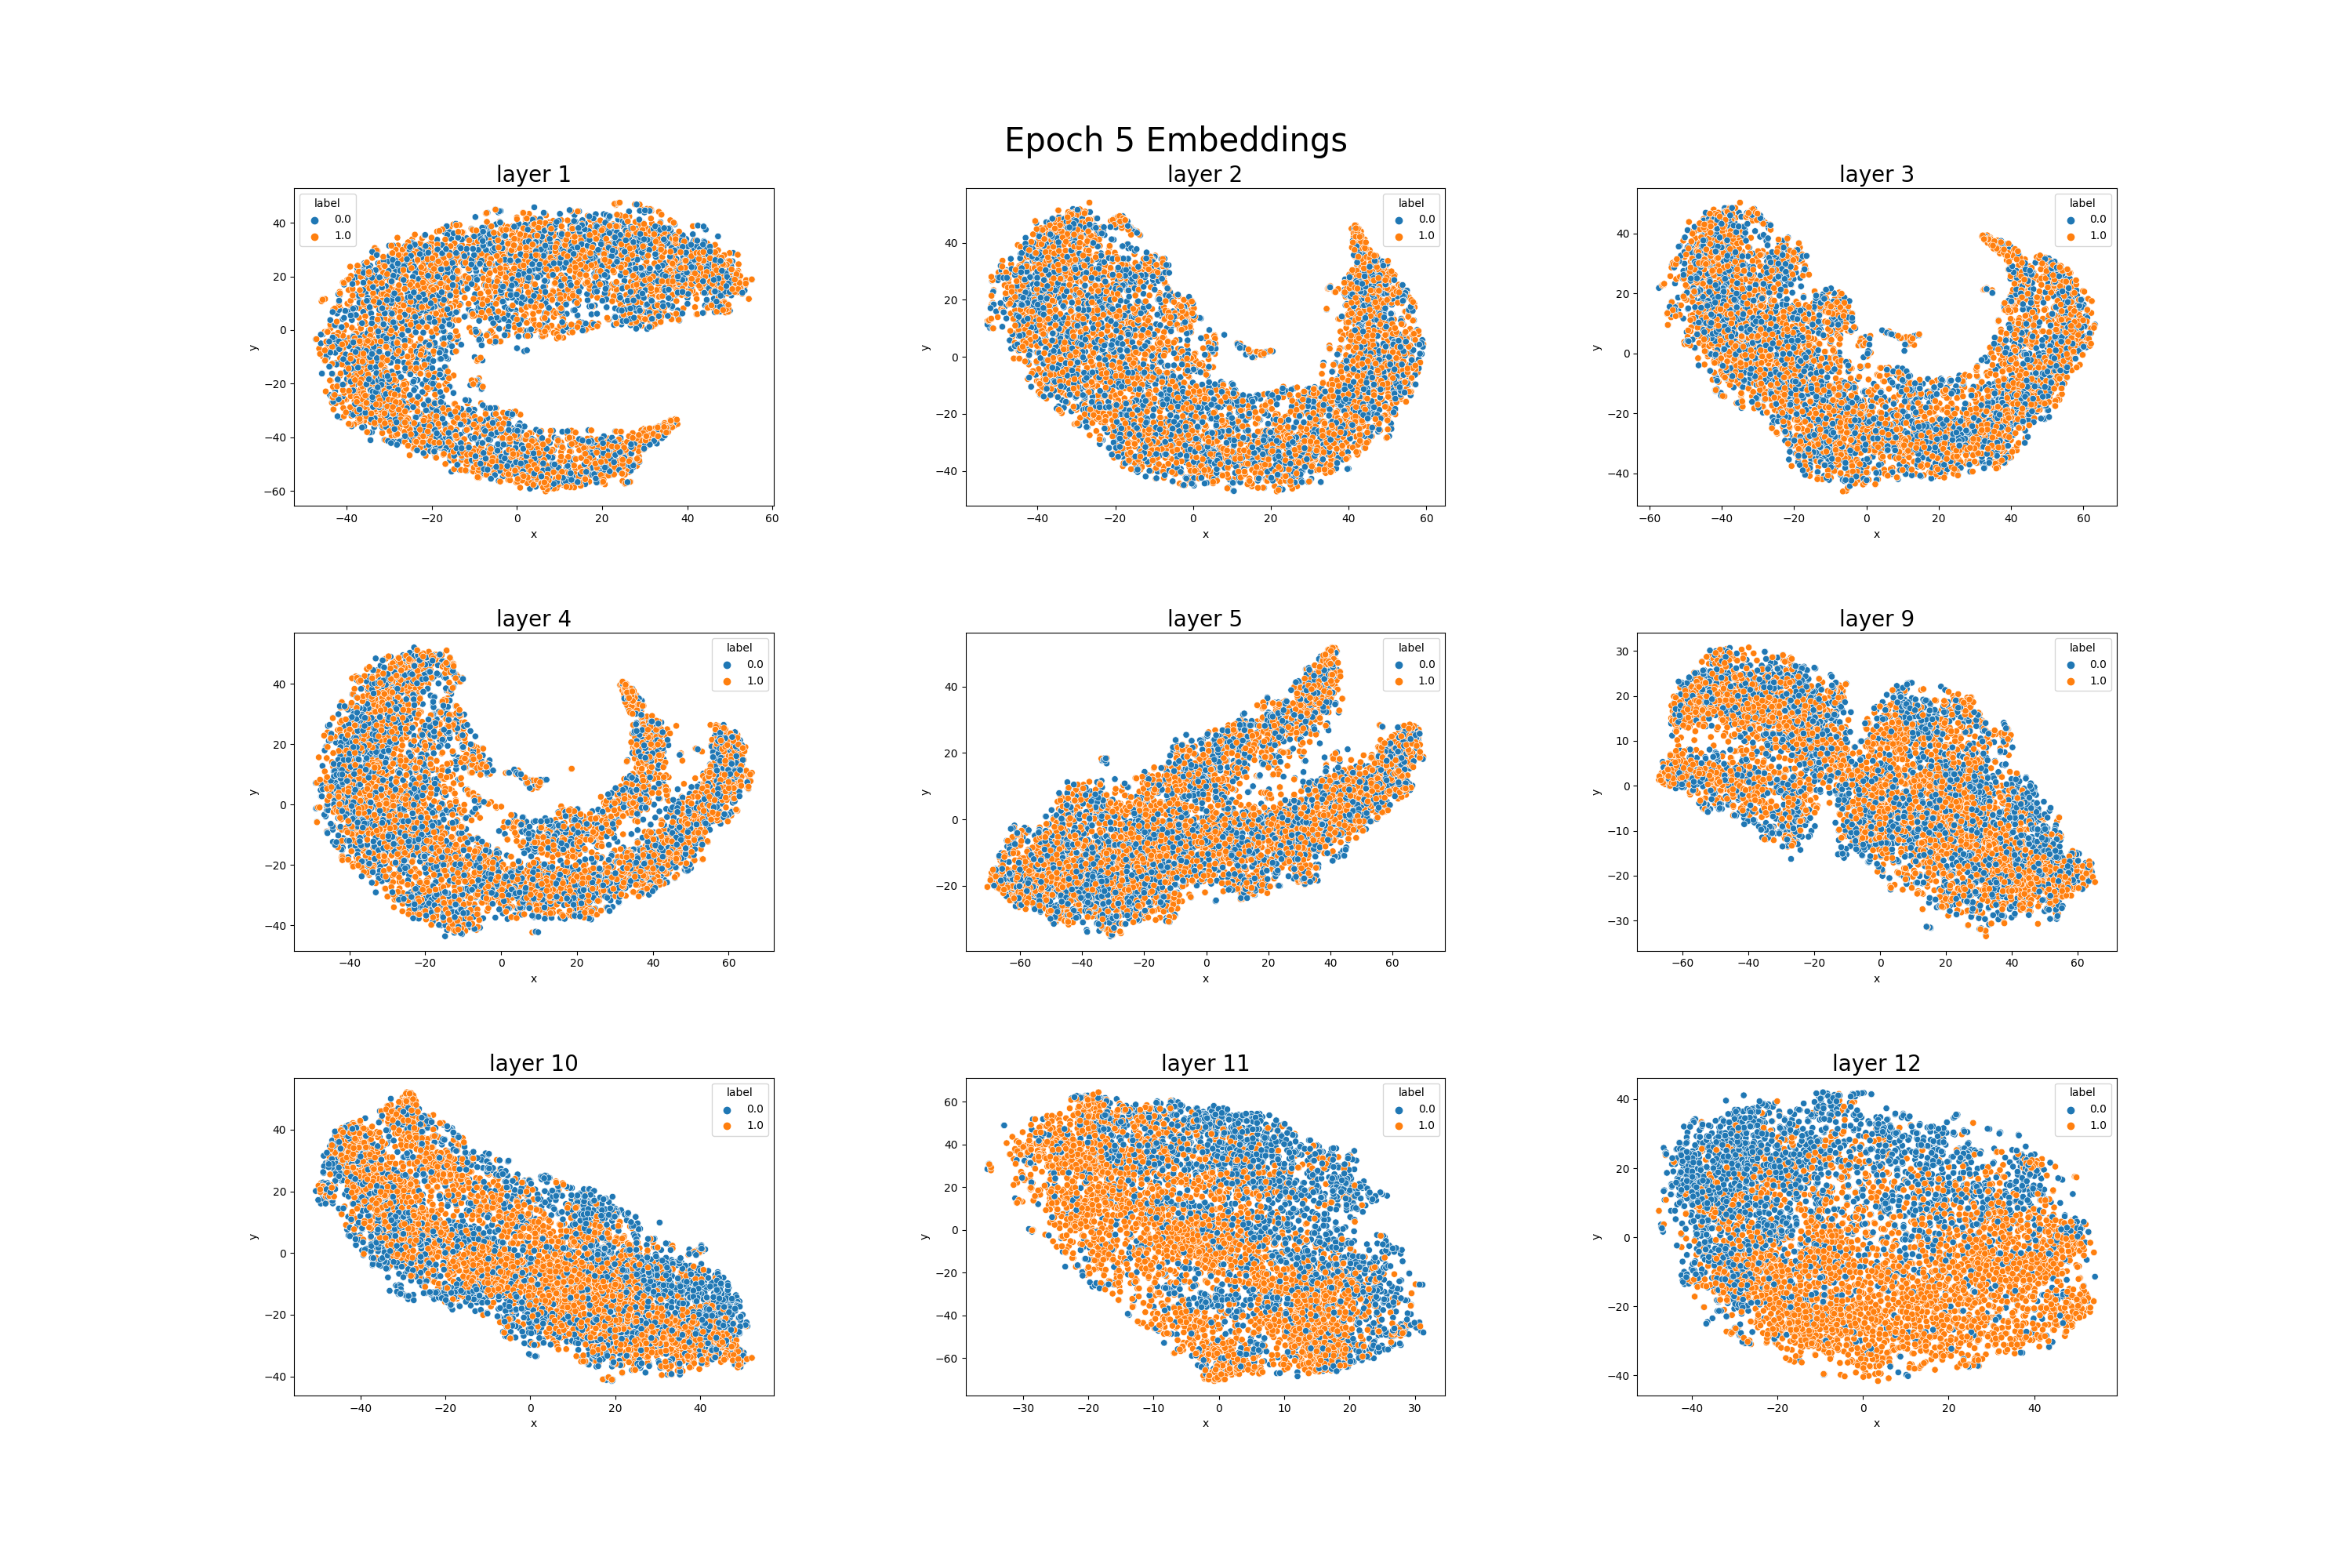 Epoch 5 Embeddings
layer 1
label
0.0
1.0
40
20
0
−20
−40
−60
y
−40 −20 0 20 40 60
x
layer 2
label
0.0
1.0
40
20
0
−20
−40
y
−40 −20 0 20 40 60
x
layer 3
label
0.0
1.0
40
20
0
−20
−40
y
−60 −40 −20 0 20 40 60
x
layer 4
label
0.0
1.0
40
20
0
−20
−40
y
−40 −20 0 20 40 60
x
layer 5
label
0.0
1.0
40
20
0
−20
y
−60 −40 −20 0 20 40 60
x
layer 9
label
0.0
1.0
30
20
10
0
−10
−20
−30
y
−60 −40 −20 0 20 40 60
x
layer 10
label
0.0
1.0
40
20
0
−20
−40
y
−40 −20 0 20 40
x
layer 11
label
0.0
1.0
60
40
20
0
−20
−40
−60
y
−30 −20 −10 0 10 20 30
x
layer 12
label
0.0
1.0
40
20
0
−20
−40
y
−40 −20 0 20 40
x